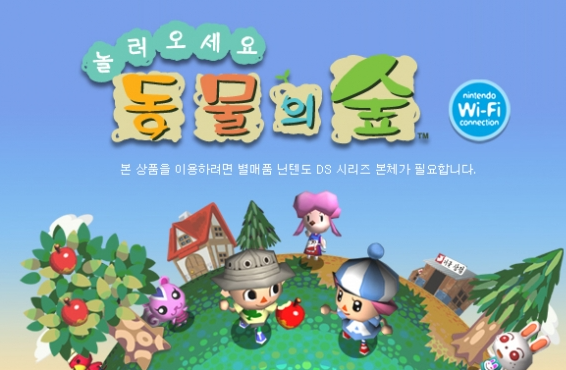 놀러오세요
동물의 숲™
nintendo
Wi-Fi
connection
본 상품을 이용하려면 별매품 닌텐도 DS 시리즈 본체가 필요합니다.